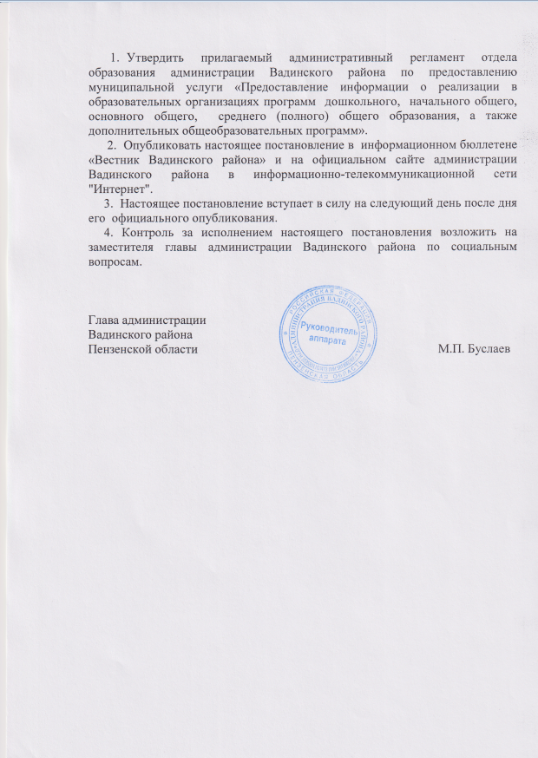 1. Утвердить прилагаемый административный регламент отдела
образования администрации Вадинского района по предоставлению
муниципальной услуги «Предоставление информации о реализации в
образовательных организациях программ дошкольного, начального общего,
основного общего, среднего (полного) общего образования, а также
дополнительных общеобразовательных программ».
2. Опубликовать настоящее постановление в информационном бюллетене
«Вестник Вадинского района» и на официальном сайте администрации
Вадинского района в информационно-телекоммуникационной сети
"Интернет".
3. Настоящее постановление вступает в силу на следующий день после дня
его официального опубликования.
4. Контроль за исполнением настоящего постановления возложить на
заместителя главы администрации Вадинского района по социальным
вопросам.
Глава администрации
Вадинского района
Пензенской области
Руководитель
аппарата
М.П. Буслаев